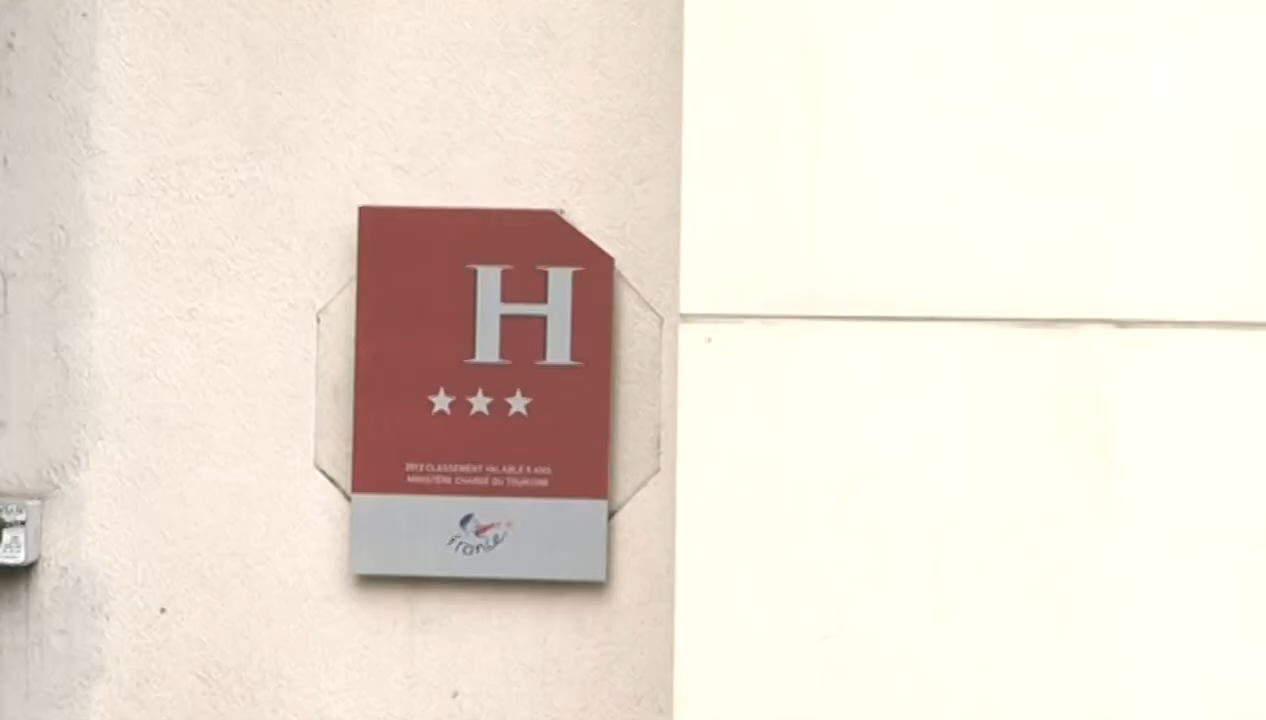 H
2012 CLASSEMENT VALABLE 5 ANS
MINISTÈRE CHARGÉ DU TOURISME
France